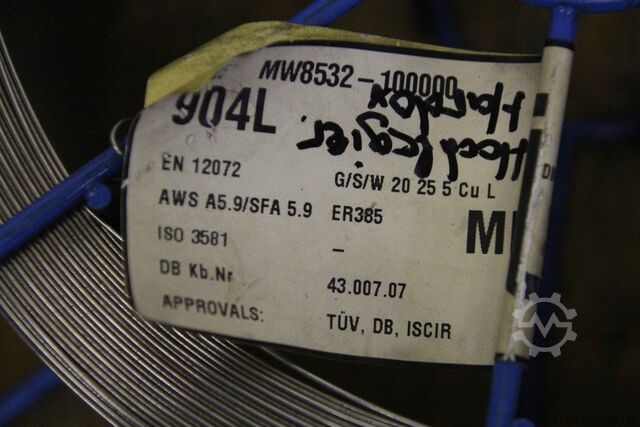 MW8532-100000
904L
EN 12072 G/S/W 20 25 5 Cu L
AWS A5.9/SFA 5.9 ER385
ISO 3581 –
DB Kb.Nr 43.007.07
APPROVALS: TÜV, DB, ISCIR
M
DI